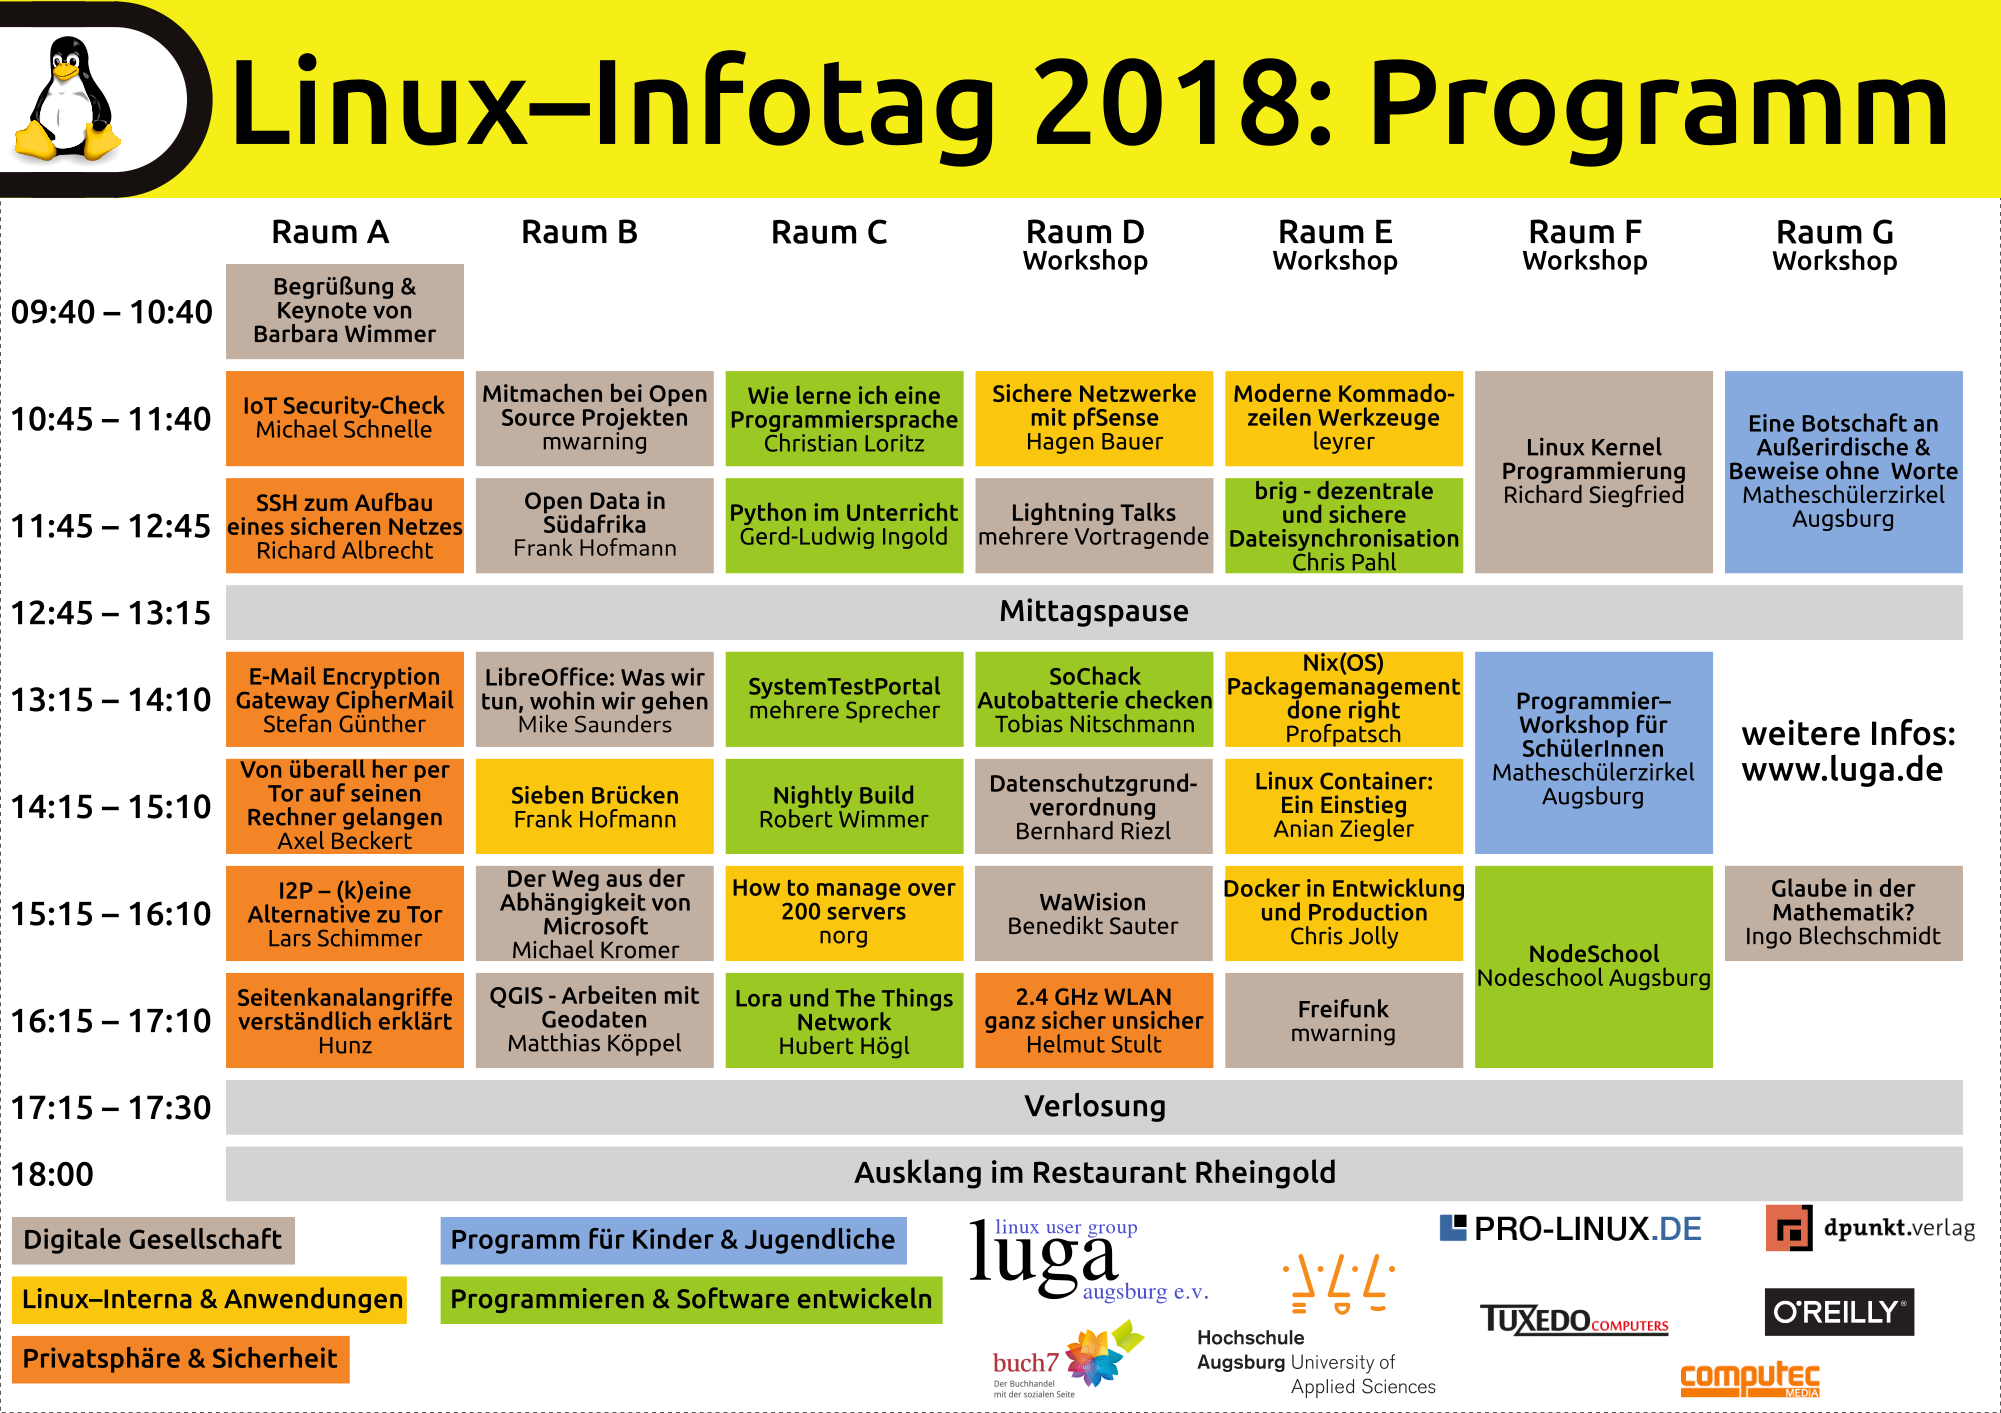 Linux–Infotag 2018: Programm
Raum A
Raum B
Raum C
Raum D
Workshop
Raum E
Workshop
Raum F
Workshop
Raum G
Workshop
09:40 – 10:40
Begrüßung &
Keynote von
Barbara Wimmer
10:45 – 11:40
IoT Security-Check
Michael Schnelle
Mitmachen bei Open
Source Projekten
mwarning
Wie lerne ich eine
Programmiersprache
Christian Loritz
Sichere Netzwerke
mit pfSense
Hagen Bauer
Moderne Kommado-
zeilen Werkzeuge
leyrer
Linux Kernel
Programmierung
Richard Siegfried
Eine Botschaft an
Außerirdische &
Beweise ohne Worte
Matheschülerzirkel
Augsburg
11:45 – 12:45
SSH zum Aufbau
eines sicheren Netzes
Richard Albrecht
Open Data in
Südafrika
Frank Hofmann
Python im Unterricht
Gerd-Ludwig Ingold
Lightning Talks
mehrere Vortragende
brig - dezentrale
und sichere
Dateisynchronisation
Chris Pahl
12:45 – 13:15
Mittagspause
13:15 – 14:10
E-Mail Encryption
Gateway CipherMail
Stefan Günther
LibreOffice: Was wir
tun, wohin wir gehen
Mike Saunders
SystemTestPortal
mehrere Sprecher
SoChack
Autobatterie checken
Tobias Nitschmann
Nix(OS)
Packagemanagement
done right
Profpatsch
Programmier–
Workshop für
SchülerInnen
Matheschülerzirkel
Augsburg
weitere Infos:
www.luga.de
14:15 – 15:10
Von überall her per
Tor auf seinen
Rechner gelangen
Axel Beckert
Sieben Brücken
Frank Hofmann
Nightly Build
Robert Wimmer
Datenschutzgrund-
verordnung
Bernhard Riezl
Linux Container:
Ein Einstieg
Anian Ziegler
15:15 – 16:10
I2P – (k)eine
Alternative zu Tor
Lars Schimmer
Der Weg aus der
Abhängigkeit von
Microsoft
Michael Kromer
How to manage over
200 servers
norg
WaWision
Benedikt Sauter
Docker in Entwicklung
und Production
Chris Jolly
NodeSchool
Nodeschool Augsburg
Glaube in der
Mathematik?
Ingo Blechschmidt
16:15 – 17:10
Seitenkanalangriffe
verständlich erklärt
Hunz
QGIS - Arbeiten mit
Geodaten
Matthias Köppel
Lora und The Things
Network
Hubert Högl
2.4 GHz WLAN
ganz sicher unsicher
Helmut Stult
Freifunk
mwarning
17:15 – 17:30
Verlosung
18:00
Ausklang im Restaurant Rheingold
Digitale Gesellschaft
Programm für Kinder & Jugendliche
Linux–Interna & Anwendungen
Programmieren & Software entwickeln
Privatsphäre & Sicherheit
linux user group
luga
augsburg e.v.
buch7
Der Buchhandel
mit der sozialen Seite
Hochschule
Augsburg University of
Applied Sciences
PRO-LINUX.DE
dpunkt.verlag
TUXEDO COMPUTERS
O'REILLY®
computec
MEDIA